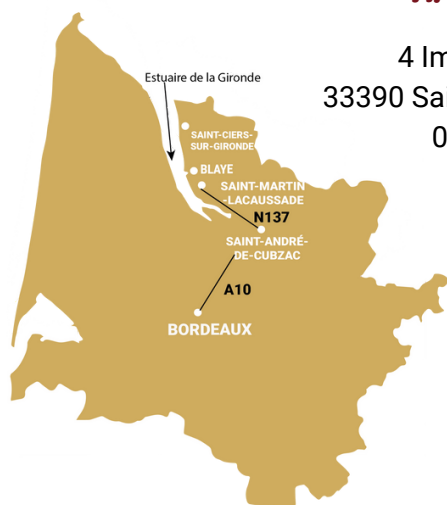 4 Im
33390 Sai
0
Estuaire de la Gironde
SAINT-CIERS-
SUR-GIRONDE
BLAYE
SAINT-MARTIN
-LACAUSSADE
N137
SAINT-ANDRÉ-
DE-CUBZAC
A10
BORDEAUX